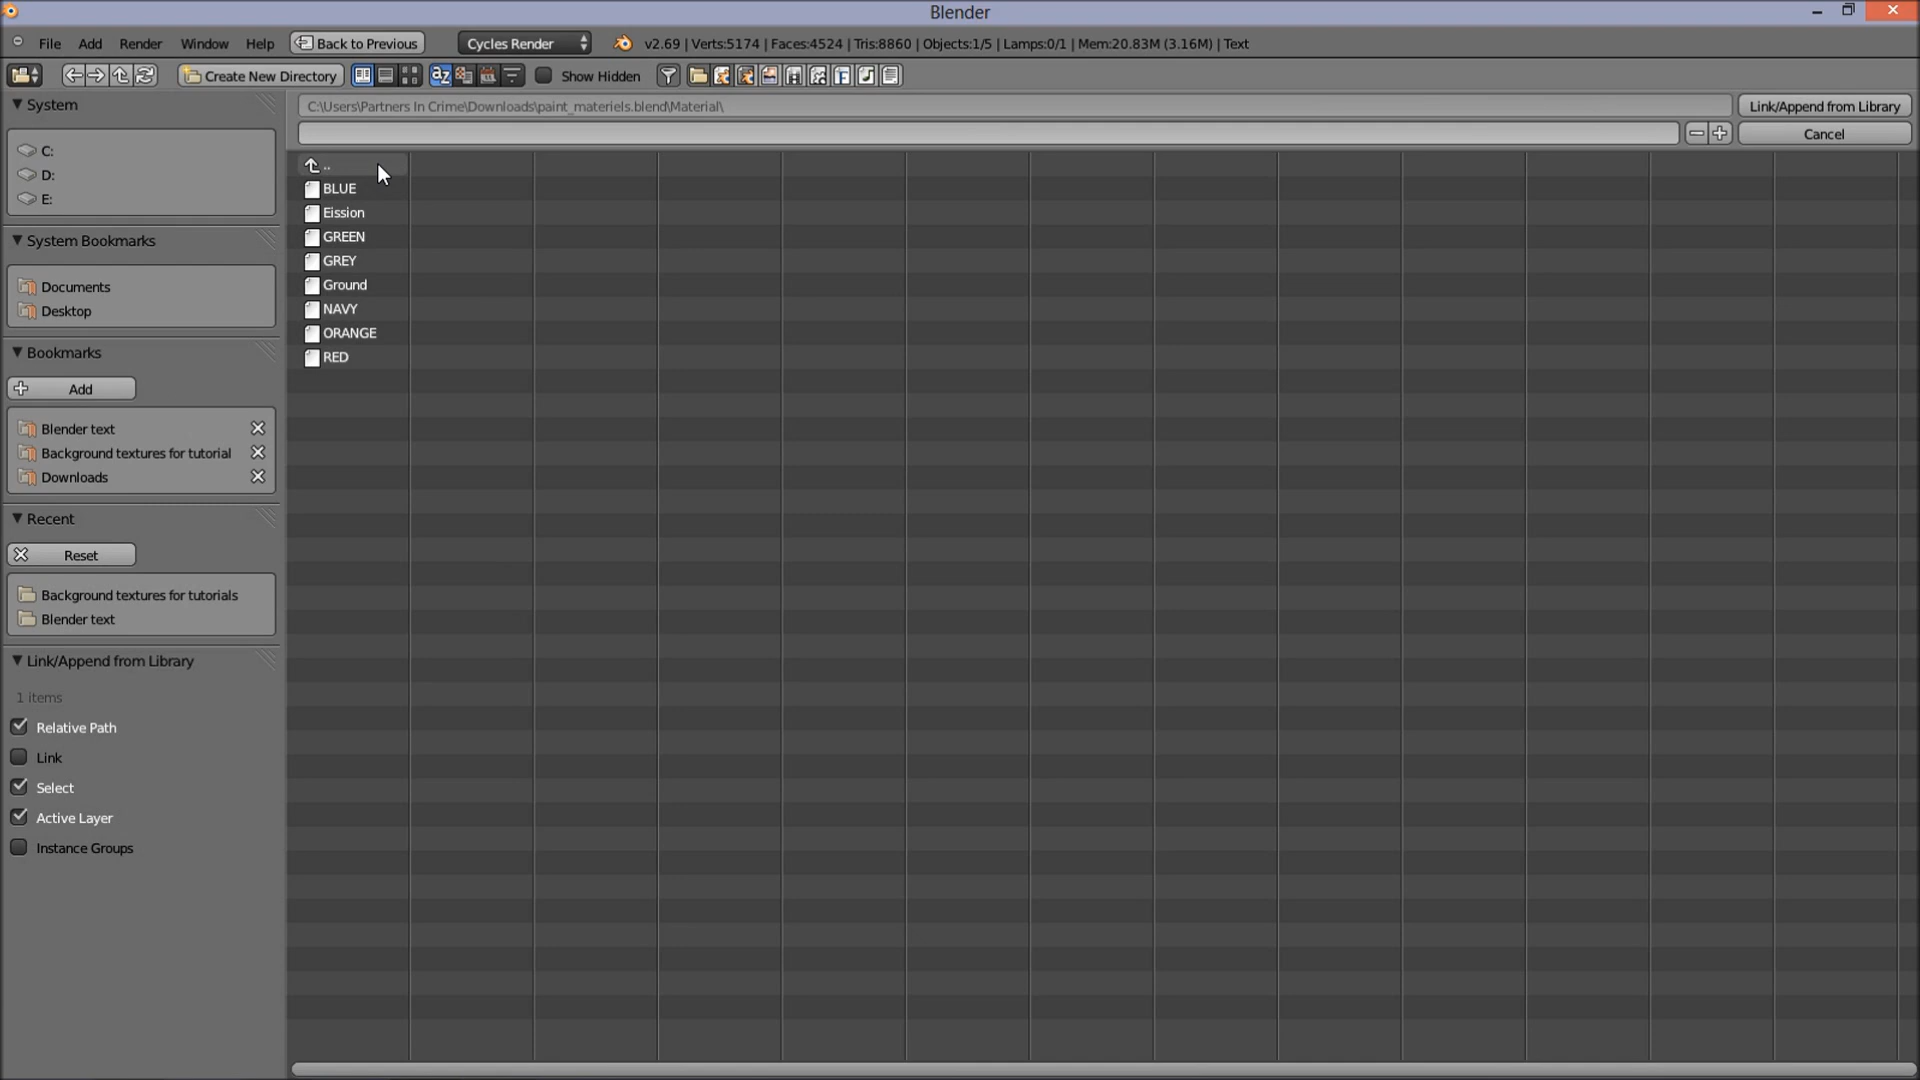 Blender
File Add Render Window Help Back to Previous Cycles Render v2.69 | Verts:5174 | Faces:4524 | Tris:8860 | Objects:1/5 | Lamps:0/1 | Mem:20.83M (3.16M) | Text
Create New Directory az Show Hidden
System
C:
D:
E:
System Bookmarks
Documents
Desktop
Bookmarks
Add
Blender text
Background textures for tutorial
Downloads
Recent
Reset
Background textures for tutorials
Blender text
Link/Append from Library
1 items
Relative Path
Link
Select
Active Layer
Instance Groups
C:\Users\Partners In Crime\Downloads\paint_materiels.blend\Material\
Link/Append from Library
Cancel
..
BLUE
Eission
GREEN
GREY
Ground
NAVY
ORANGE
RED